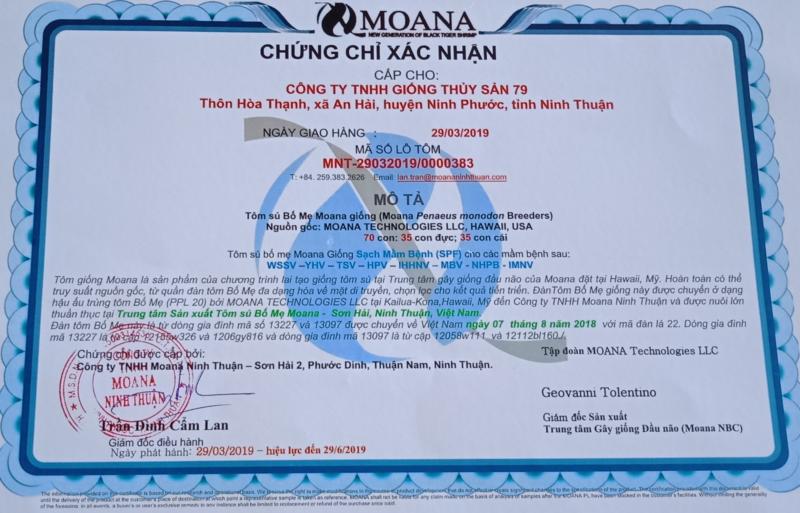 MOANA
NEW GENERATION OF BLACK TIGER SHRIMP
CHỨNG CHỈ XÁC NHẬN
CẤP CHO:
CÔNG TY TNHH GIỐNG THỦY SẢN 79
Thôn Hòa Thạnh, xã An Hải, huyện Ninh Phước, tỉnh Ninh Thuận
NGÀY GIAO HÀNG : 29/03/2019
MÃ SỐ LÔ TÔM
MNT-29032019/0000383
T: +84. 259.383.2626 Email: lan.tran@moananinhthuan.com
MÔ TẢ
Tôm sú Bố Mẹ Moana giống (Moana Penaeus monodon Breeders)
Nguồn gốc: MOANA TECHNOLOGIES LLC, HAWAII, USA
70 con: 35 con đực; 35 con cái
Tôm sú bố mẹ Moana Giống Sạch Mầm Bệnh (SPF) cho các mầm bệnh sau:
WSSV –YHV – TSV – HPV – IHHNV – MBV - NHPB - IMNV
Tôm giống Moana là sản phẩm của chương trình lai tạo giống tôm sú tại Trung tâm gây giống đầu não của Moana đặt tại Hawaii, Mỹ. Hoàn toàn có thể
truy suất nguồn gốc, từ quần đàn tôm Bố Mẹ đa dạng hóa về mặt di truyền, chọn lọc cho kết quả tiến triển. ĐànTôm Bố Mẹ giống này được chuyển ở dạng
hậu ấu trùng tôm Bố Mẹ (PPL 20) bởi MOANA TECHNOLOGIES LLC tại Kailua-Kona,Hawaii, Mỹ đến Công ty TNHH Moana Ninh Thuận và được nuôi lớn
thuần thục tại Trung tâm Sản xuất Tôm Bố Mẹ Moana - Sơn Hải, Ninh Thuận, Việt Nam.
Đàn tôm Bố Mẹ này là từ dòng gia đình mã số 13227 và 13097 được chuyển về Việt Nam ngày 07 tháng 8 năm 2018 với mã đàn là 22. Dòng gia đình
mã 13227 là từ cặp w326 và 1206gy816 và dòng gia đình mã 13097 là từ cặp 12058w111 và 12112bl160./.
Chứng chỉ được cấp bởi:
Công ty TNHH Moana Ninh Thuận – Sơn Hải 2, Phước Dinh, Thuận Nam, Ninh Thuận.
Tập đoàn MOANA Technologies LLC
MOANA
NINH THUẬN
Geovanni Tolentino
Trần Đinh Cẩm Lan
Giám đốc điều hành
Giám đốc Sản xuất
Trung tâm Gây giống Đầu não (Moana NBC)
Ngày phát hành: 29/03/2019 – hiệu lực đến 29/6/2019